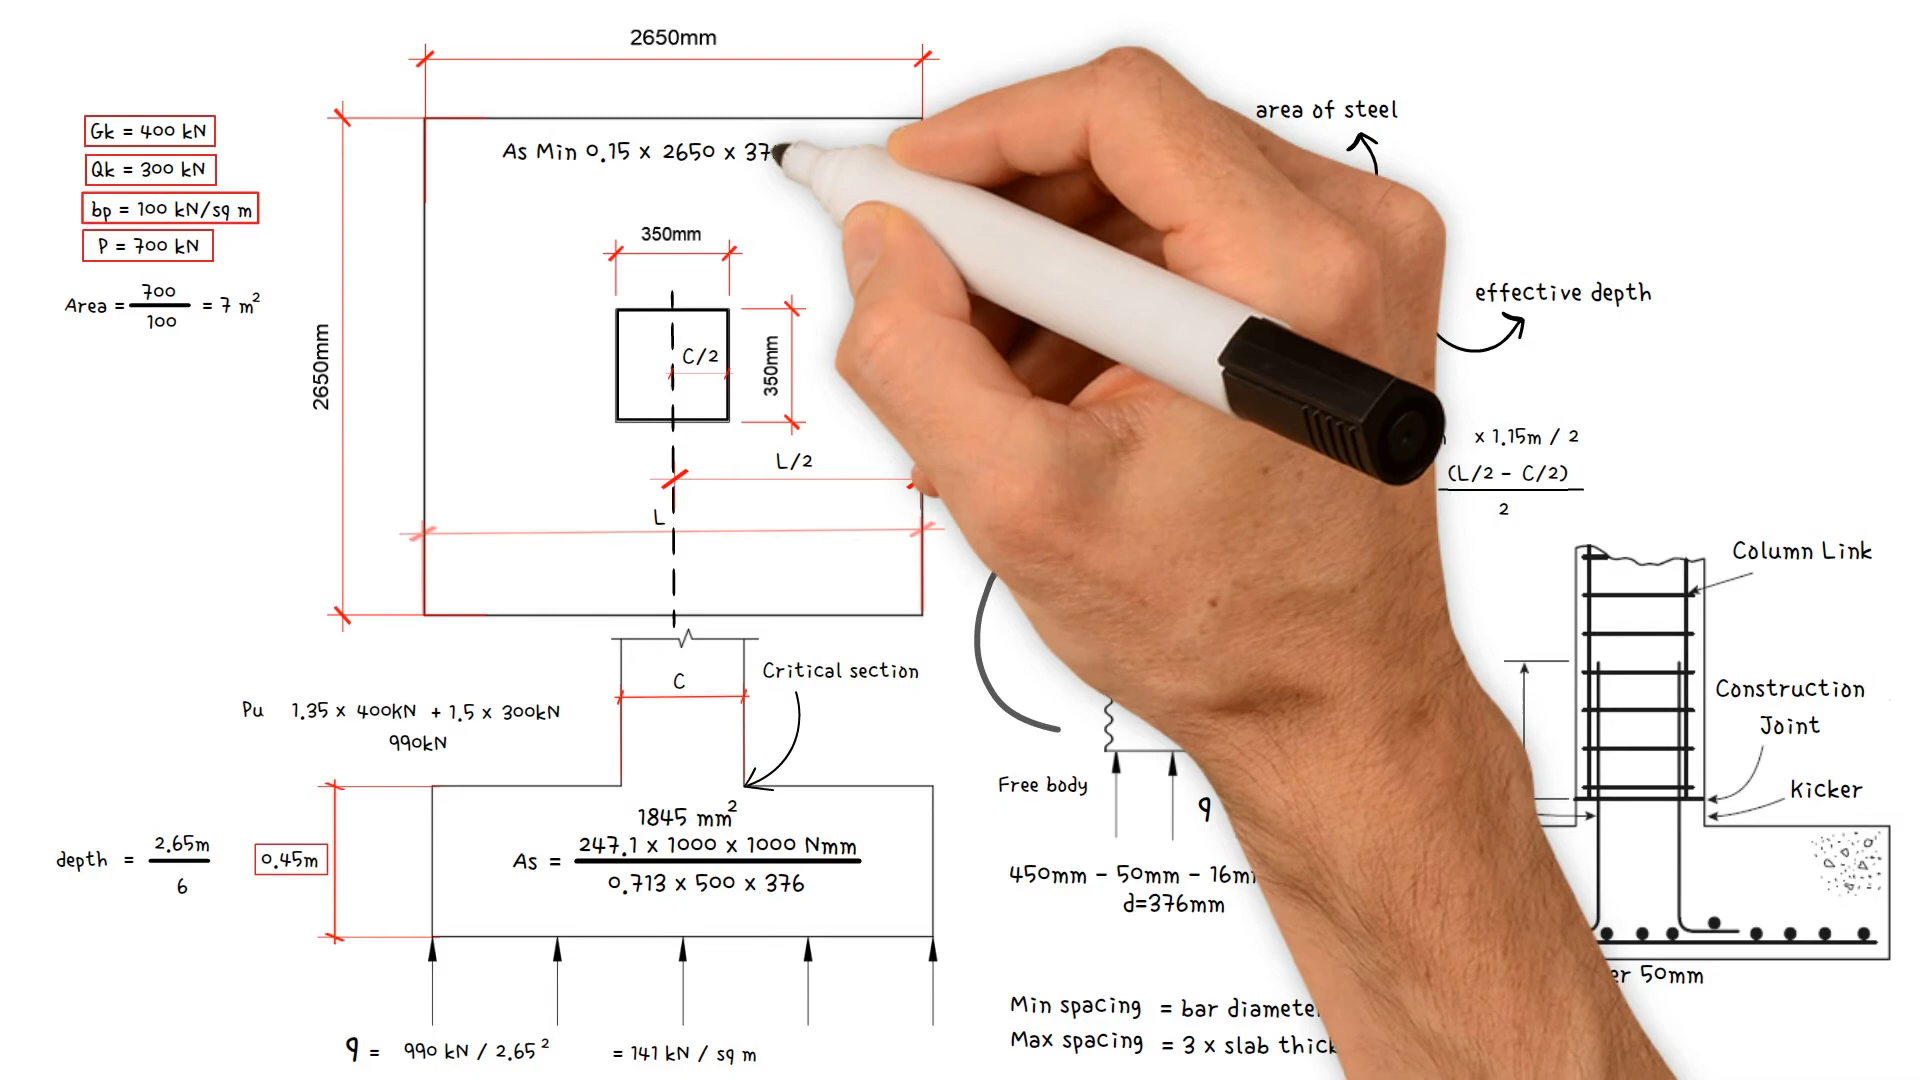 2650mm
Gk = 400 kN
Qk = 300 kN
bp = 100 kN/sq m
P = 700 kN
Area = 700 / 100 = 7 m²
As Min 0.15 x 2650 x 37
350mm
C/2
350mm
2650mm
L/2
L
area of steel
effective depth
x 1.15m / 2
(L/2 - C/2)
2
Column Link
Construction
Joint
Kicker
Critical section
C
Pu 1.35 x 400kN + 1.5 x 300kN
990kN
Free body
q
1845 mm²
As = 247.1 x 1000 x 1000 Nmm
0.713 x 500 x 376
depth = 2.65m / 6
0.45m
450mm - 50mm - 16m
d=376mm
50mm
Min spacing = bar diamete
Max spacing = 3 x slab thick
q = 990 kN / 2.65² = 141 kN / sq m